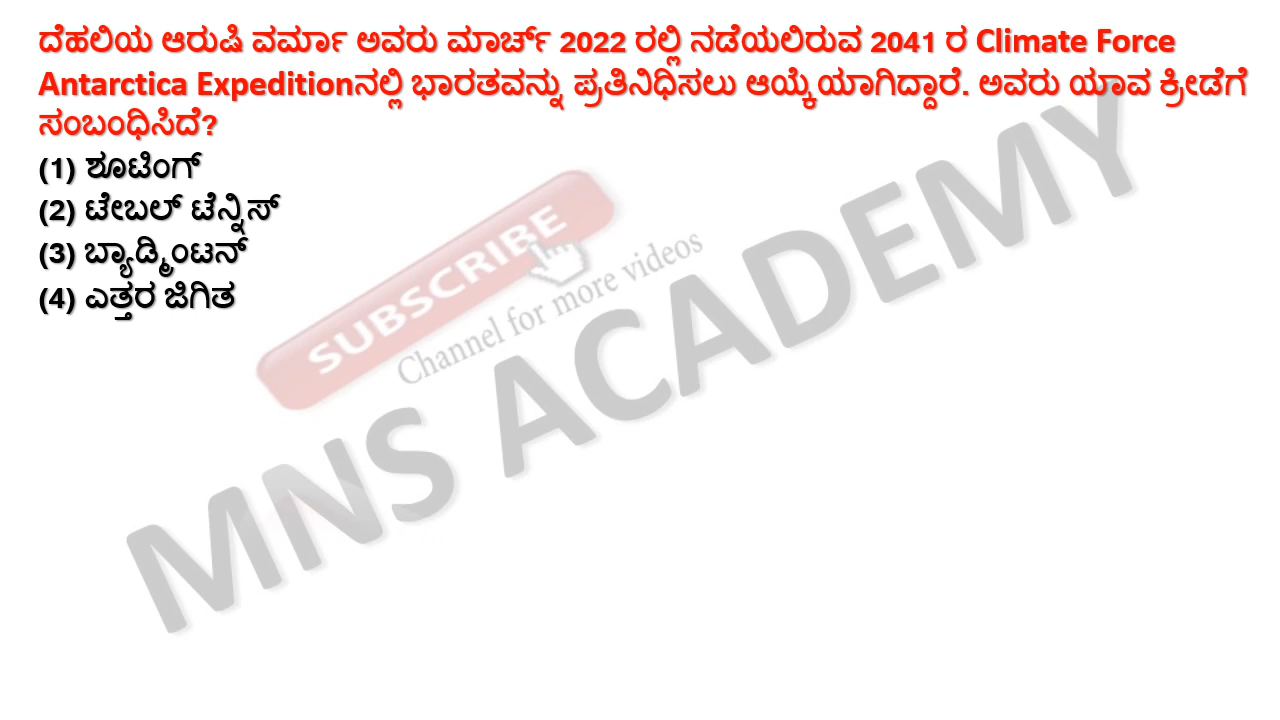 ದೆಹಲಿಯ ಆರುಷಿ ವರ್ಮಾ ಅವರು ಮಾರ್ಚ್ 2022 ರಲ್ಲಿ ನಡೆಯಲಿರುವ 2041 ರ Climate Force
Antarctica Expeditionನಲ್ಲಿ ಭಾರತವನ್ನು ಪ್ರತಿನಿಧಿಸಲು ಆಯ್ಕೆಯಾಗಿದ್ದಾರೆ. ಅವರು ಯಾವ ಕ್ರೀಡೆಗೆ
ಸಂಬಂಧಿಸಿದೆ?
(1) ಶೂಟಿಂಗ್
(2) ಟೇಬಲ್ ಟೆನ್ನಿಸ್
(3) ಬ್ಯಾಡ್ಮಿಂಟನ್
(4) ಎತ್ತರ ಜಿಗಿತ
SUBSCRIBE
Channel for more videos
MNS ACADEMY